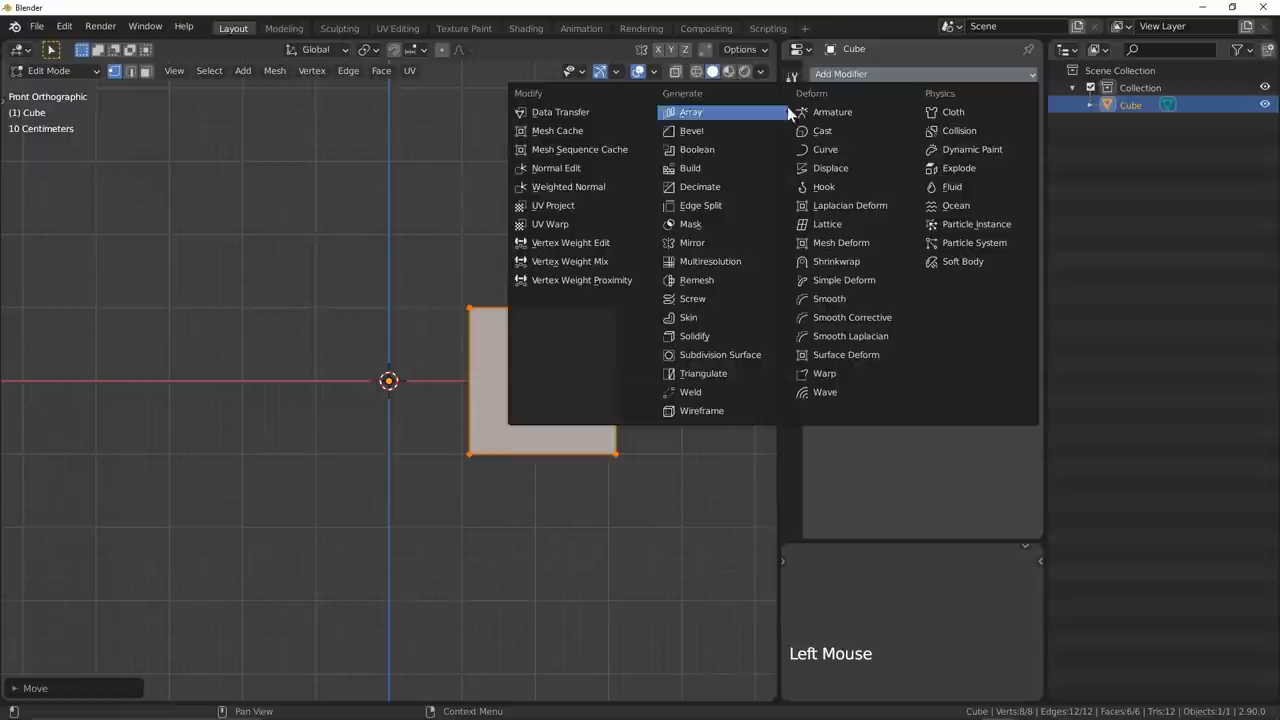 Blender
File Edit Render Window Help Layout Modeling Sculpting UV Editing Texture Paint Shading Animation Rendering Compositing Scripting + Scene View Layer
Global X Y Z Options Cube
Edit Mode View Select Add Mesh Vertex Edge Face UV Add Modifier Scene Collection
Collection
Cube
Front Orthographic
(1) Cube
10 Centimeters
Modify Generate Deform Physics
Data Transfer Array Armature Cloth
Mesh Cache Bevel Cast Collision
Mesh Sequence Cache Boolean Curve Dynamic Paint
Normal Edit Build Displace Explode
Weighted Normal Decimate Hook Fluid
UV Project Edge Split Laplacian Deform Ocean
UV Warp Mask Lattice Particle Instance
Vertex Weight Edit Mirror Mesh Deform Particle System
Vertex Weight Mix Multiresolution Shrinkwrap Soft Body
Vertex Weight Proximity Remesh Simple Deform
Screw Smooth
Skin Smooth Corrective
Solidify Smooth Laplacian
Subdivision Surface Surface Deform
Triangulate Warp
Weld Wave
Wireframe
Left Mouse
Move
Pan View Context Menu Cube | Verts:8/8 | Edges:12/12 | Faces:6/6 | Tris:12 | Objects:1/1 | 2.90.0